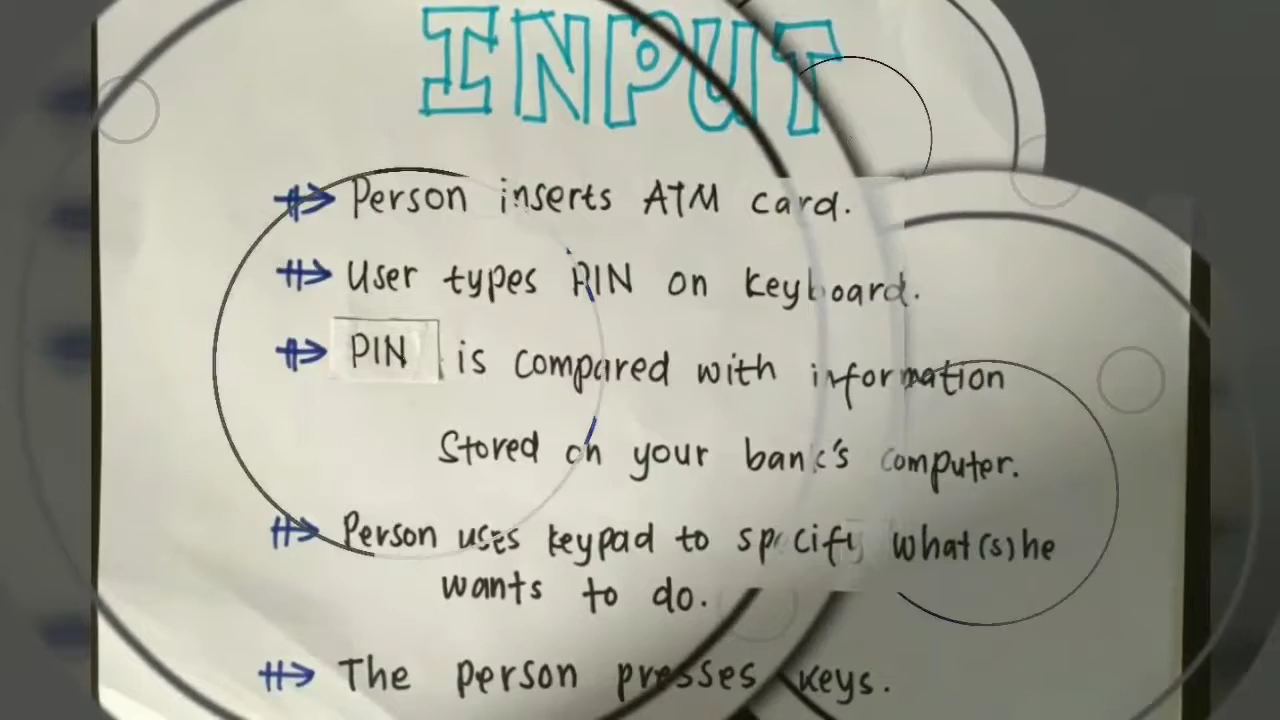 INPUT
Person inserts ATM card.
User types PIN on keyboard.
PIN is compared with information
Stored on your bank's computer.
Person uses keypad to specify what (s)he
wants to do.
The person presses keys.